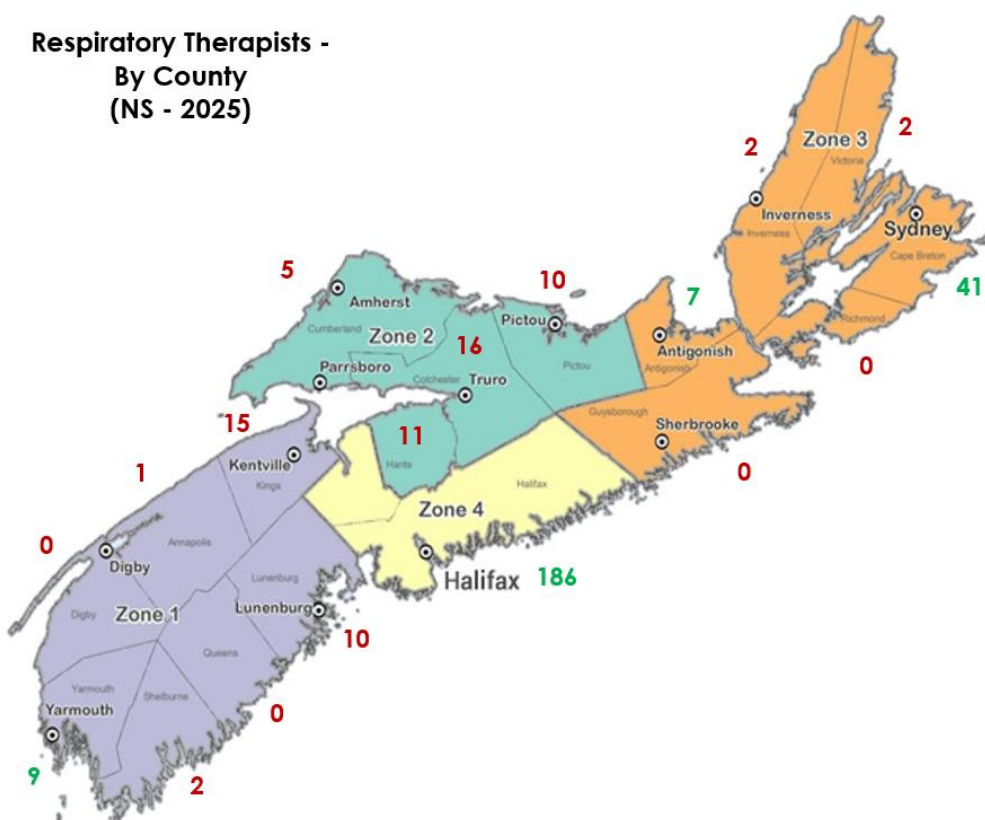 Respiratory Therapists -
By County
(NS - 2025)
2
Zone 3
Victoria
2
Inverness
Inverness
Sydney
Cape Breton
41
Richmond
0
5
Amherst
Cumberland
Zone 2
10
Pictou
Pictou
7
Antigonish
Antigonish
16
Parrsboro
Colchester
Truro
Guysborough
Sherbrooke
0
15
11
Hants
Kentville
Kings
Halifax
Zone 4
Halifax
186
1
0
Annapolis
Digby
Digby
Zone 1
Lunenburg
Lunenburg
10
Queens
0
Yarmouth
Shelburne
Yarmouth
9
2